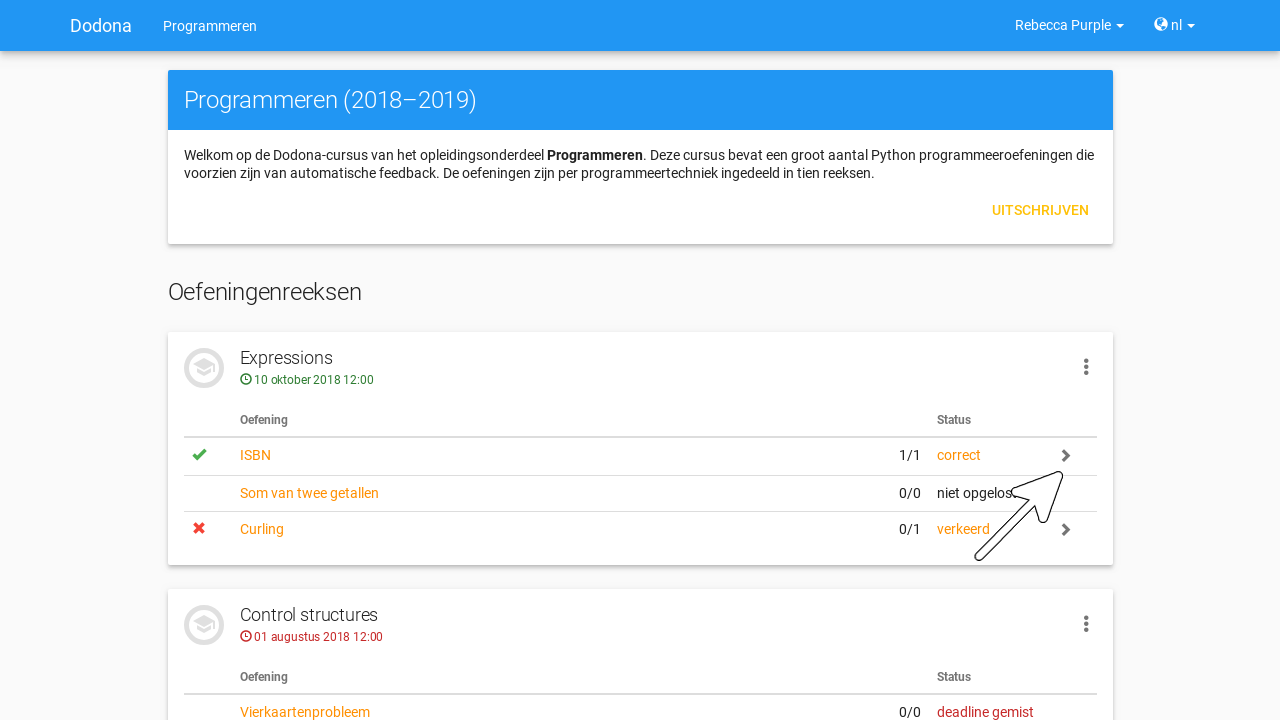 Dodona Programmeren Rebecca Purple nl
Programmeren (2018–2019)
Welkom op de Dodona-cursus van het opleidingsonderdeel Programmeren. Deze cursus bevat een groot aantal Python programmeeroefeningen die
voorzien zijn van automatische feedback. De oefeningen zijn per programmeertechniek ingedeeld in tien reeksen.
UITSCHRIJVEN
Oefeningenreeksen
Expressions
10 oktober 2018 12:00
Oefening Status
ISBN 1/1 correct
Som van twee getallen 0/0 niet opgelost
Curling 0/1 verkeerd
Control structures
01 augustus 2018 12:00
Oefening Status
Vierkaartenprobleem 0/0 deadline gemist